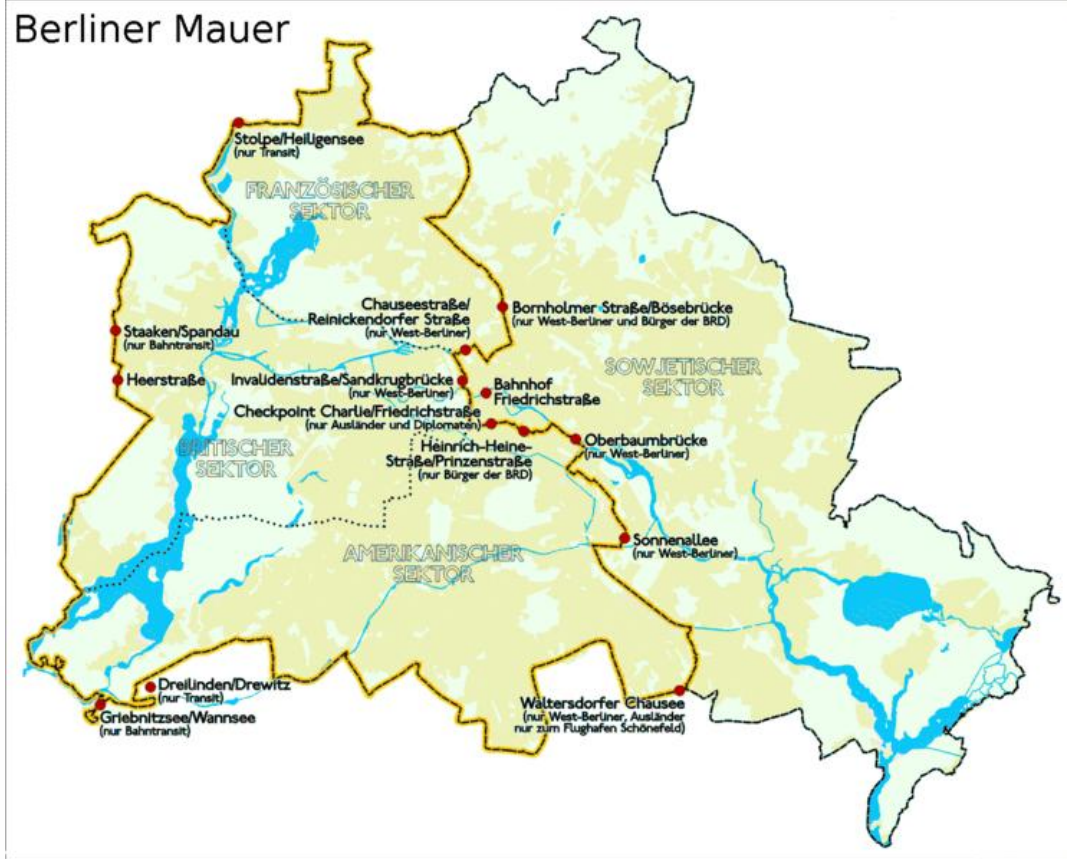 Berliner Mauer
Stolpe/Heiligensee
(nur Transit)
FRANZÖSISCHER
SEKTOR
Chauseestraße/
Reinickendorfer Straße
(nur West-Berliner)
Bornholmer Straße/Bösebrücke
(nur West-Berliner und Bürger der BRD)
Staaken/Spandau
(nur Bahntransit)
SOWJETISCHER
SEKTOR
Heerstraße
Invalidenstraße/Sandkrugbrücke
(nur West-Berliner)
Bahnhof
Friedrichstraße
Checkpoint Charlie/Friedrichstraße
(nur Ausländer und Diplomaten)
BRITISCHER
SEKTOR
Heinrich-Heine-
Straße/Prinzenstraße
(nur Bürger der BRD)
Oberbaumbrücke
(nur West-Berliner)
Sonnenallee
(nur West-Berliner)
AMERIKANISCHER
SEKTOR
Dreilinden/Drewitz
(nur Transit)
Griebnitzsee/Wannsee
(nur Bahntransit)
Waltersdorfer Chausee
(nur West-Berliner, Ausländer
nur zum Flughafen Schönefeld)